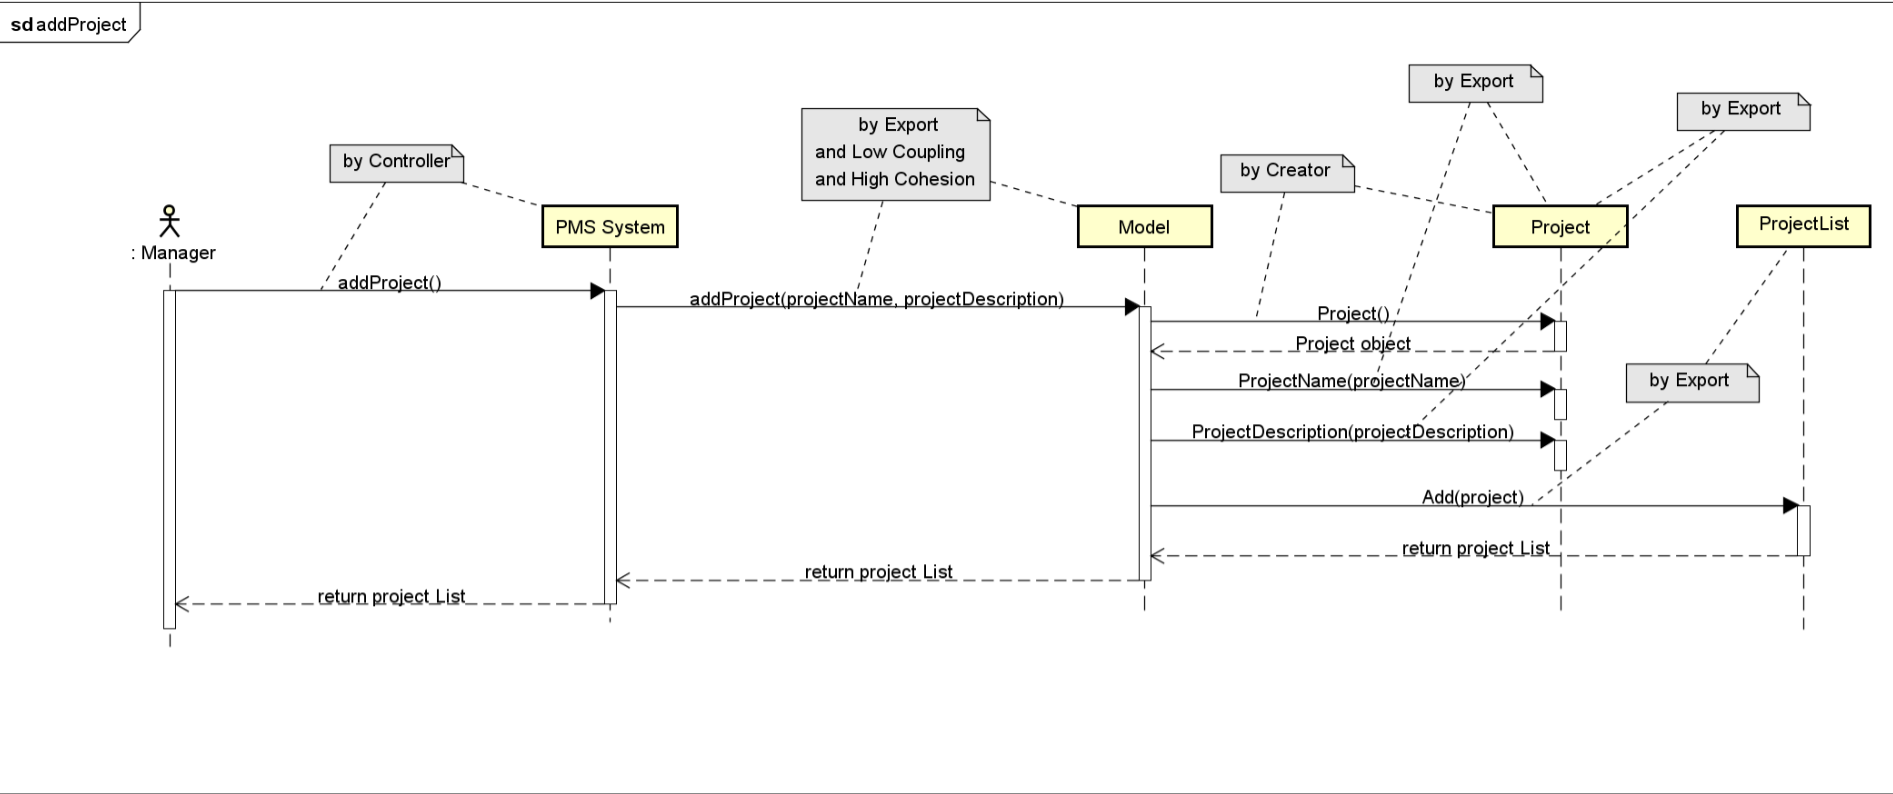 sd addProject
by Export
by Export
by Export
and Low Coupling
and High Cohesion
by Controller
by Creator
: Manager
PMS System
Model
Project
ProjectList
addProject()
addProject(projectName, projectDescription)
Project()
Project object
ProjectName(projectName)
by Export
ProjectDescription(projectDescription)
Add(project)
return project List
return project List
return project List